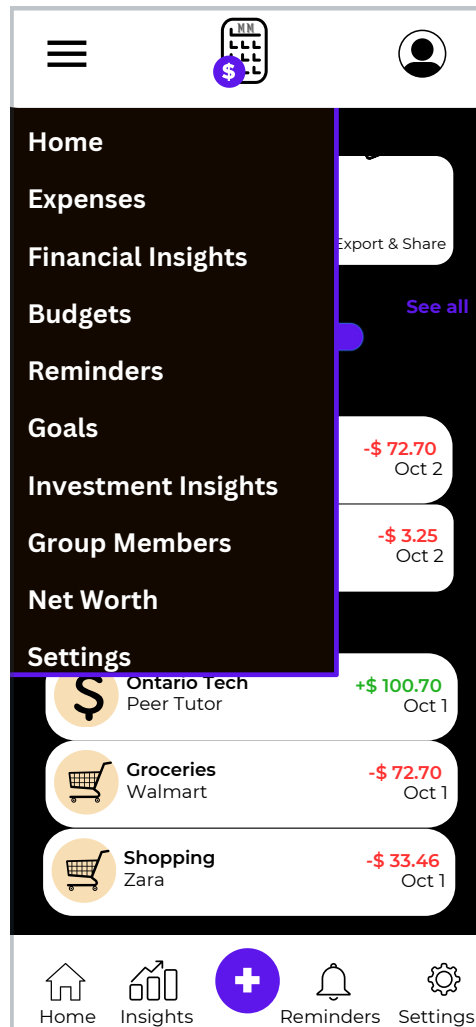 MM
$
Home
Expenses
Financial Insights
Budgets
Reminders
Goals
Investment Insights
Group Members
Net Worth
Settings
Export & Share
See all
-$ 72.70
Oct 2
-$ 3.25
Oct 2
$
Ontario Tech
Peer Tutor
+$ 100.70
Oct 1
Groceries
Walmart
-$ 72.70
Oct 1
Shopping
Zara
-$ 33.46
Oct 1
Home
Insights
Reminders
Settings